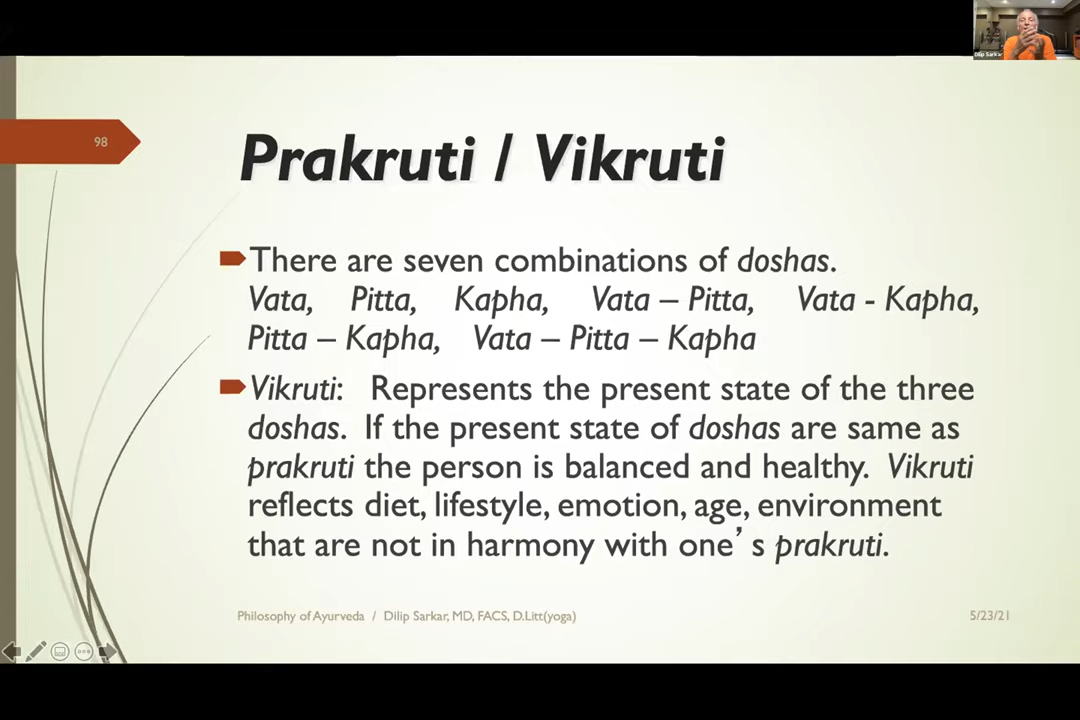 Dilip Sarkar
98
Prakruti / Vikruti
There are seven combinations of doshas.
Vata, Pitta, Kapha, Vata – Pitta, Vata - Kapha,
Pitta – Kapha, Vata – Pitta – Kapha
Vikruti: Represents the present state of the three
doshas. If the present state of doshas are same as
prakruti the person is balanced and healthy. Vikruti
reflects diet, lifestyle, emotion, age, environment
that are not in harmony with one’ s prakruti.
Philosophy of Ayurveda / Dilip Sarkar, MD, FACS, D.Litt(yoga) 5/23/21